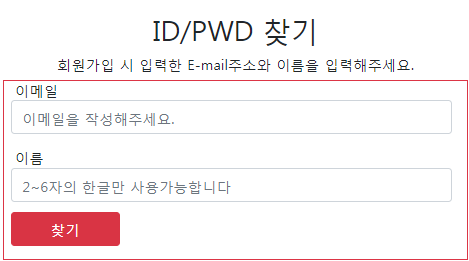 ID/PWD 찾기
회원가입 시 입력한 E-mail주소와 이름을 입력해주세요.
이메일
이메일을 작성해주세요.
이름
2~6자의 한글만 사용가능합니다
찾기